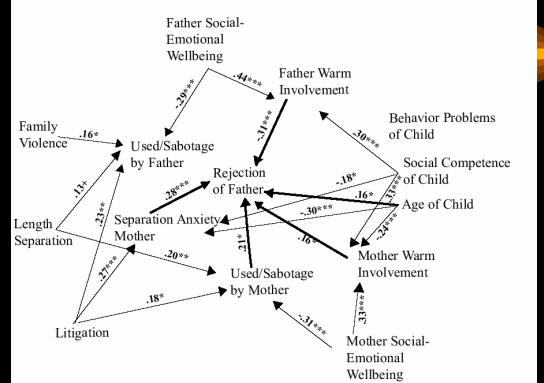 Father Social-
Emotional
Wellbeing
.44***
-.29***
Father Warm
Involvement
-.31***
Behavior Problems
of Child
.30***
Family
Violence
.16*
Used/Sabotage
by Father
Social Competence
of Child
Rejection
of Father
-.18*
.33***
.16*
Age of Child
.13+
.28***
-.30***
-.24***
.23**
Length
Separation
Separation Anxiety
Mother
.16*
.20**
.21*
Mother Warm
Involvement
.27***
Used/Sabotage
by Mother
.18*
Litigation
-.31***
.33***
Mother Social-
Emotional
Wellbeing